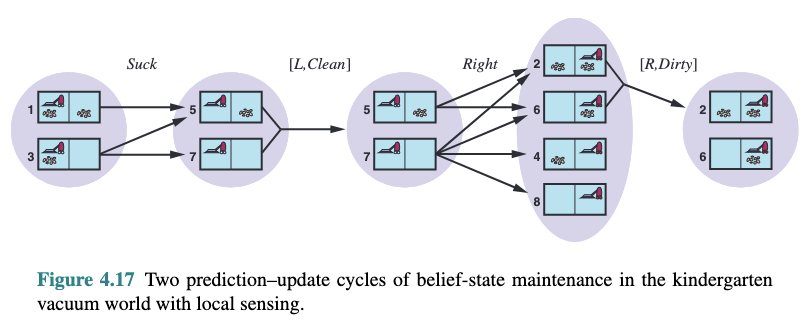 Suck [L,Clean] Right [R,Dirty]
1 5 5 2 2
3 7 7 6 6
4
8
Figure 4.17 Two prediction–update cycles of belief-state maintenance in the kindergarten
vacuum world with local sensing.